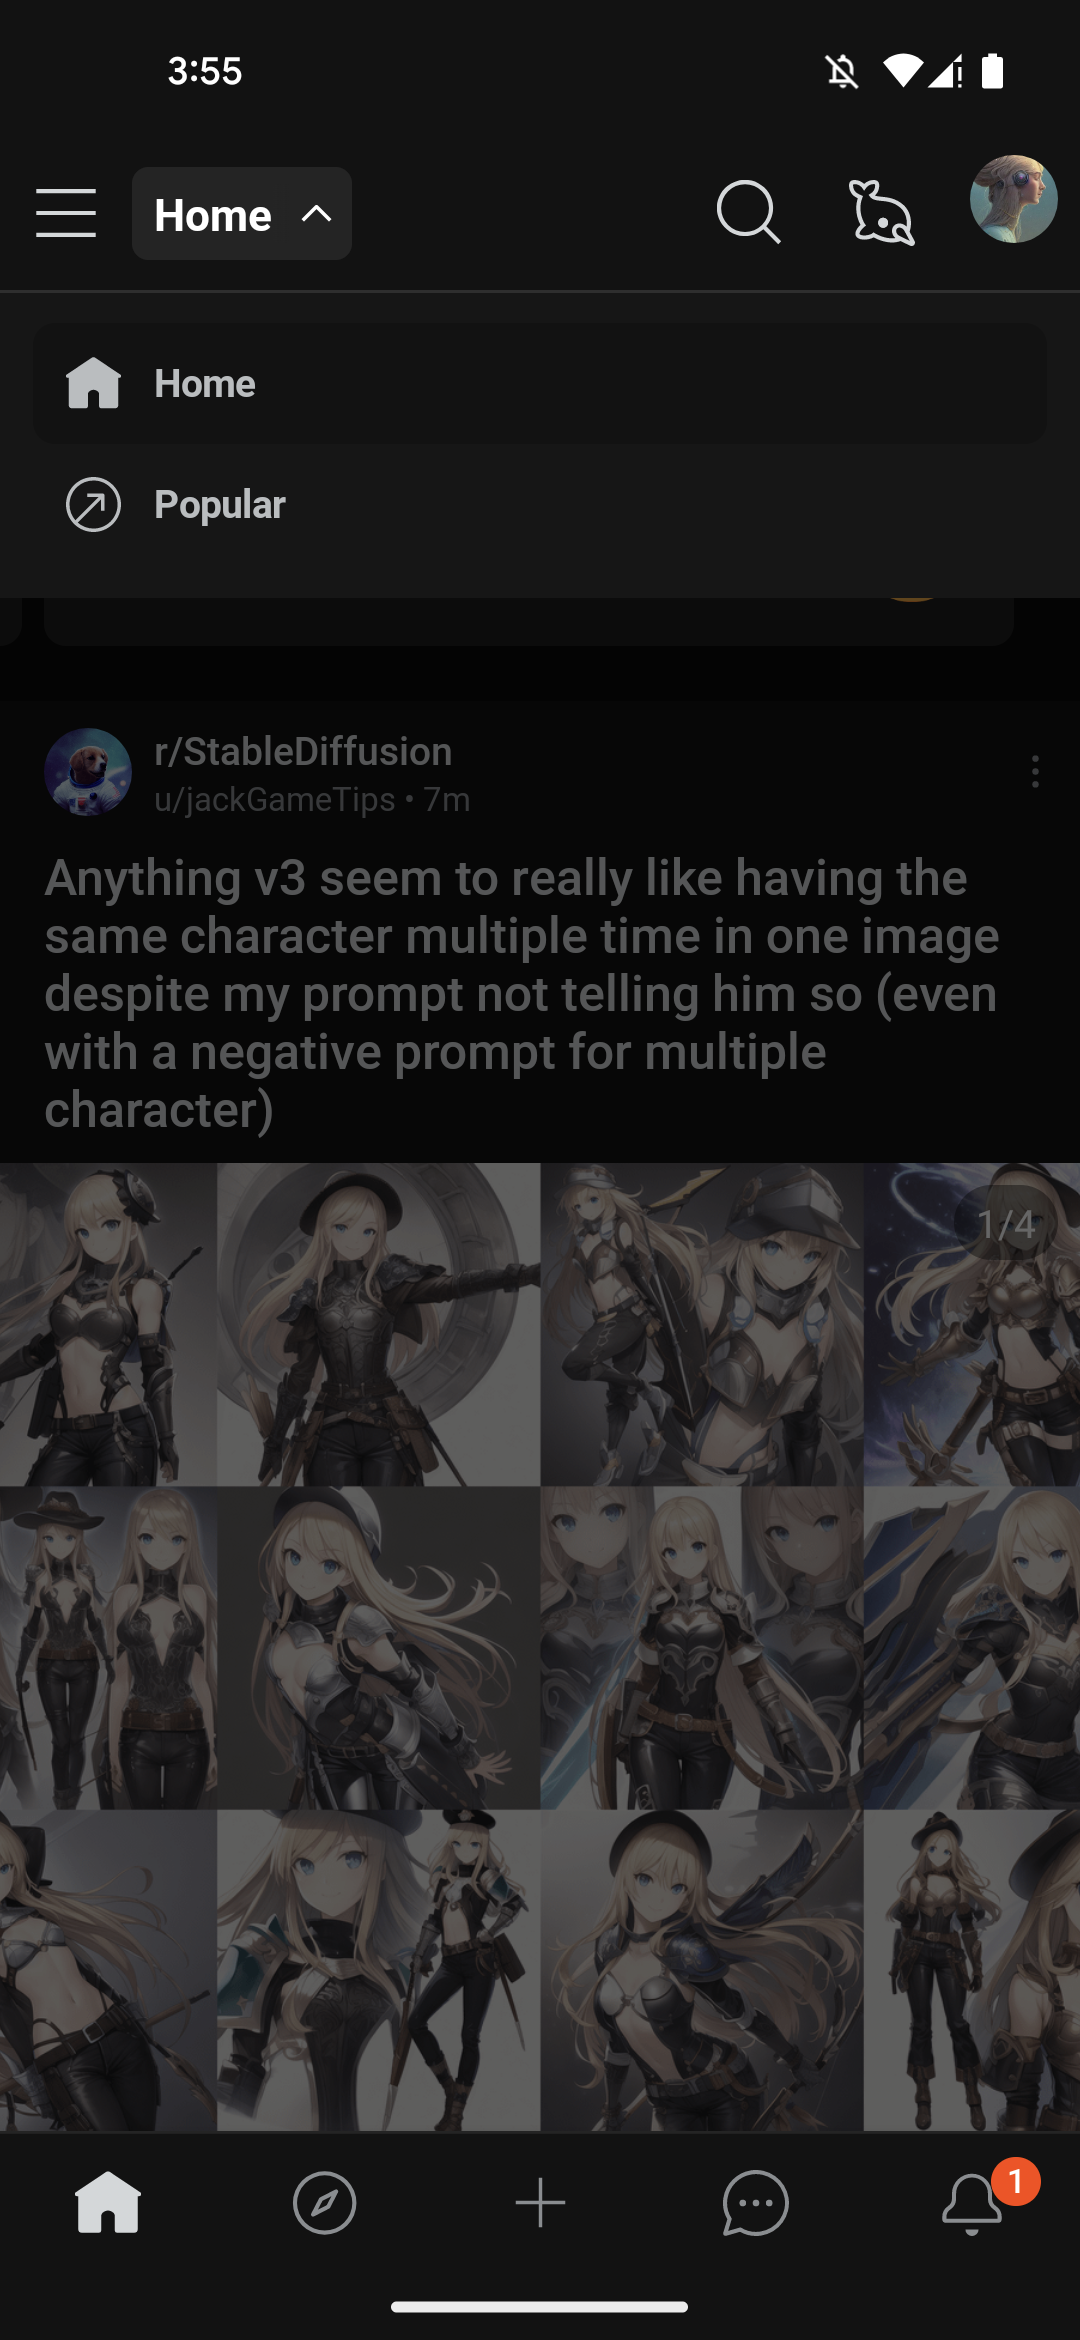 3:55
Home
Home
Popular
r/StableDiffusion
u/jackGameTips • 7m
Anything v3 seem to really like having the
same character multiple time in one image
despite my prompt not telling him so (even
with a negative prompt for multiple
character)
1/4
1